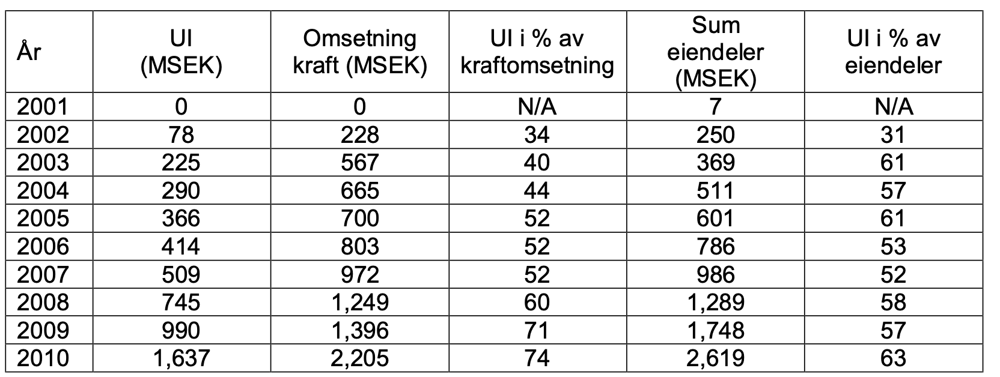 År UI (MSEK) Omsetning kraft (MSEK) UI i % av kraftomsetning Sum eiendeler (MSEK) UI i % av eiendeler
2001 0 0 N/A 7 N/A
2002 78 228 34 250 31
2003 225 567 40 369 61
2004 290 665 44 511 57
2005 366 700 52 601 61
2006 414 803 52 786 53
2007 509 972 52 986 52
2008 745 1,249 60 1,289 58
2009 990 1,396 71 1,748 57
2010 1,637 2,205 74 2,619 63